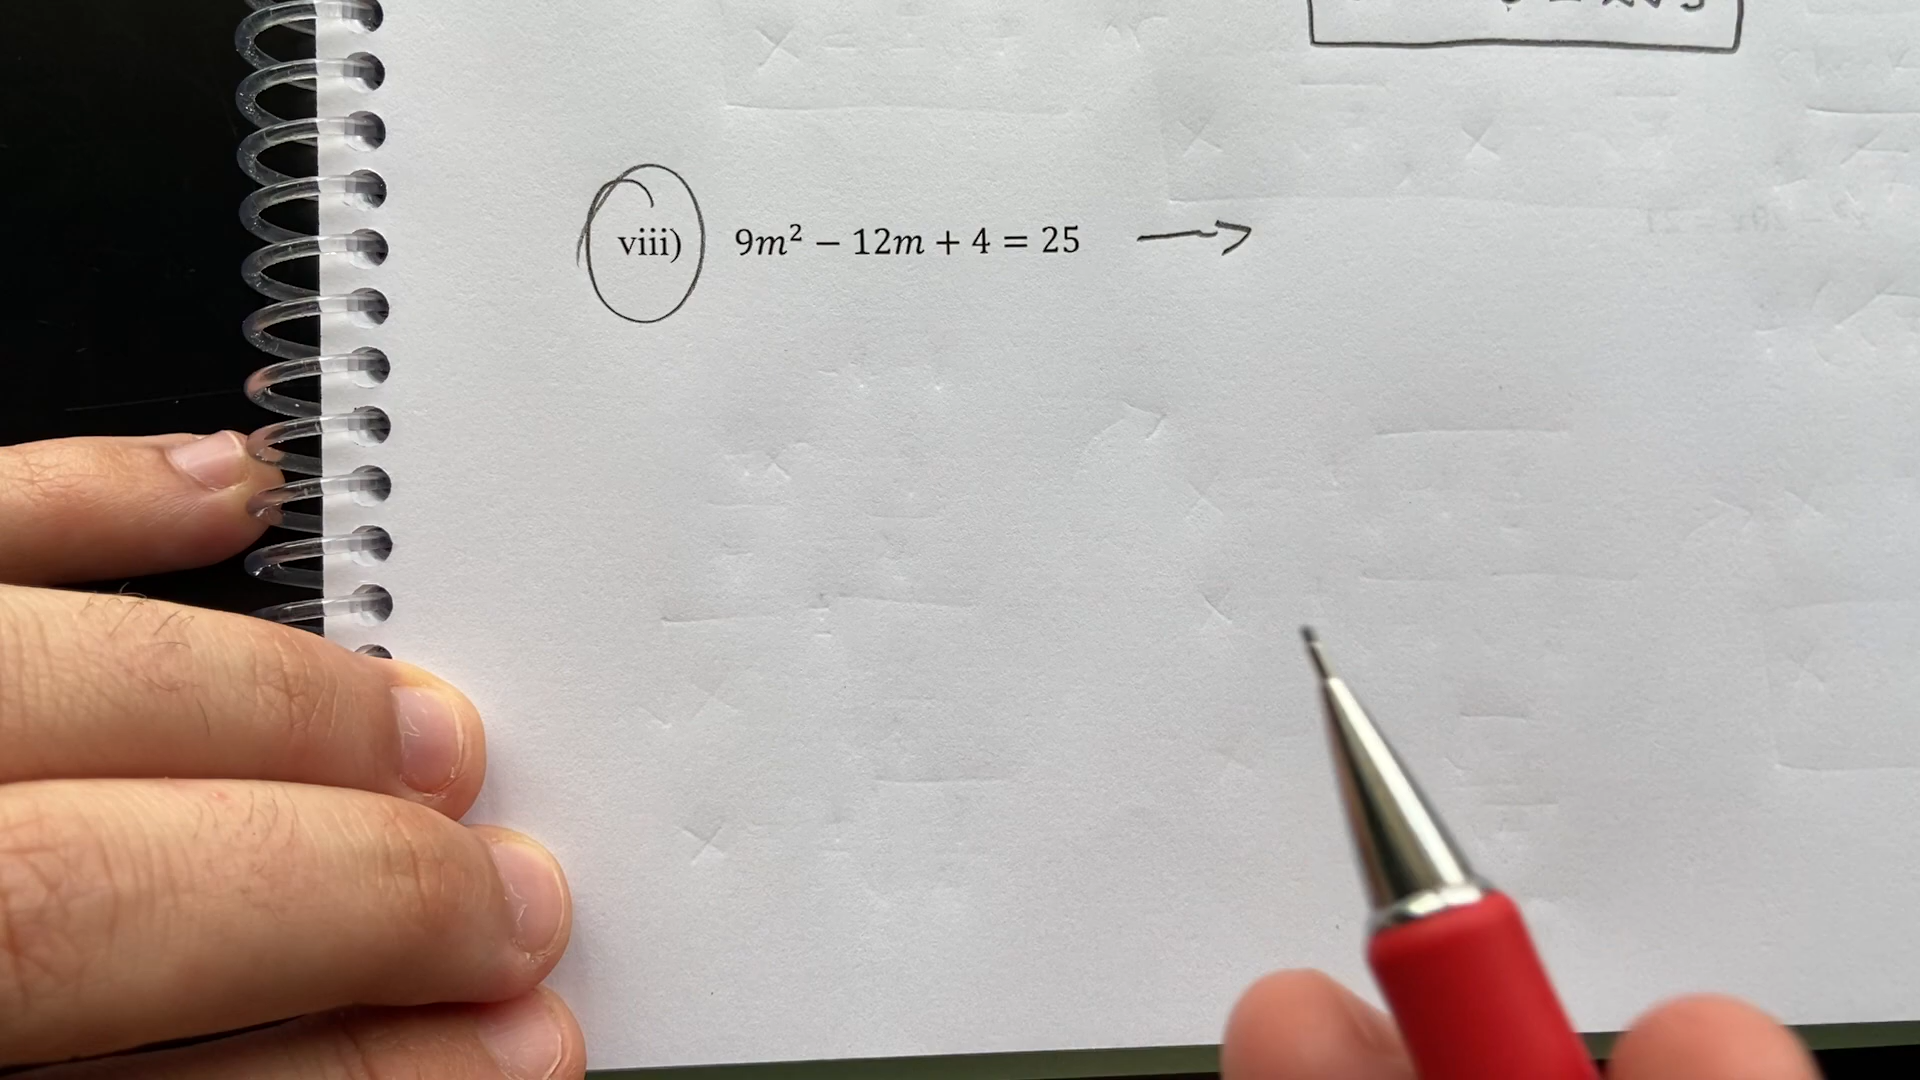 viii) 9m² − 12m + 4 = 25 →